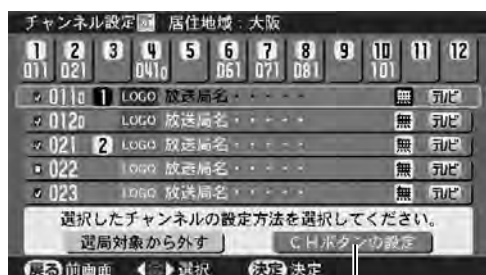 チャンネル設定 居住地域：大阪
1 2 3 4 5 6 7 8 9 10 11 12
011 021 041 061 071 081 101
011 1 LOGO 放送局名・・・・・ 無 テレビ
012 LOGO 放送局名・・・・・ 無 テレビ
021 2 LOGO 放送局名・・・・・ 無 テレビ
022 LOGO 放送局名・・・・・ 無 テレビ
023 LOGO 放送局名・・・・・ 無 テレビ
選択したチャンネルの設定方法を選択してください。
選局対象から外す CHボタンの設定
戻る 前画面 選択 決定 決定